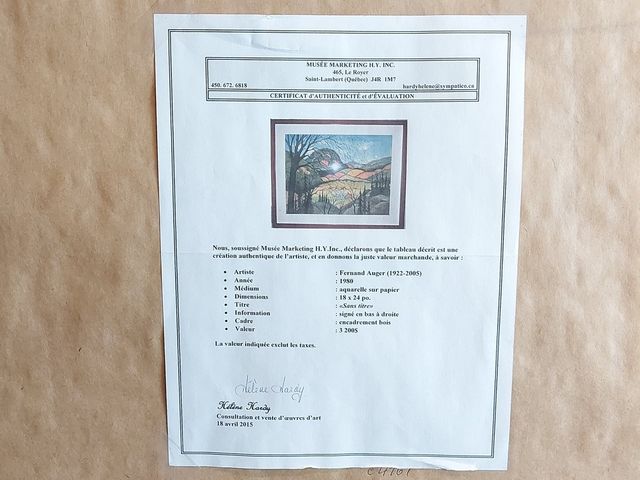 MUSÉE MARKETING H.Y. INC.
465, Le Royer
Saint-Lambert (Québec) J4R 1M7
450. 672. 6818 hardyhelene@sympatico.ca
CERTIFICAT d'AUTHENTICITÉ et d'ÉVALUATION
Nous, soussigné Musée Marketing H.Y.Inc., déclarons que le tableau décrit est une
création authentique de l'artiste, et en donnons la juste valeur marchande, à savoir :
• Artiste : Fernand Auger (1922-2005)
• Année : 1980
• Médium : aquarelle sur papier
• Dimensions : 18 x 24 po.
• Titre : «Sans titre»
• Information : signé en bas à droite
• Cadre : encadrement bois
• Valeur : 3 200$
La valeur indiquée exclut les taxes.
Hélène Hardy
Hélène Hardy
Consultation et vente d'œuvres d'art
18 avril 2015